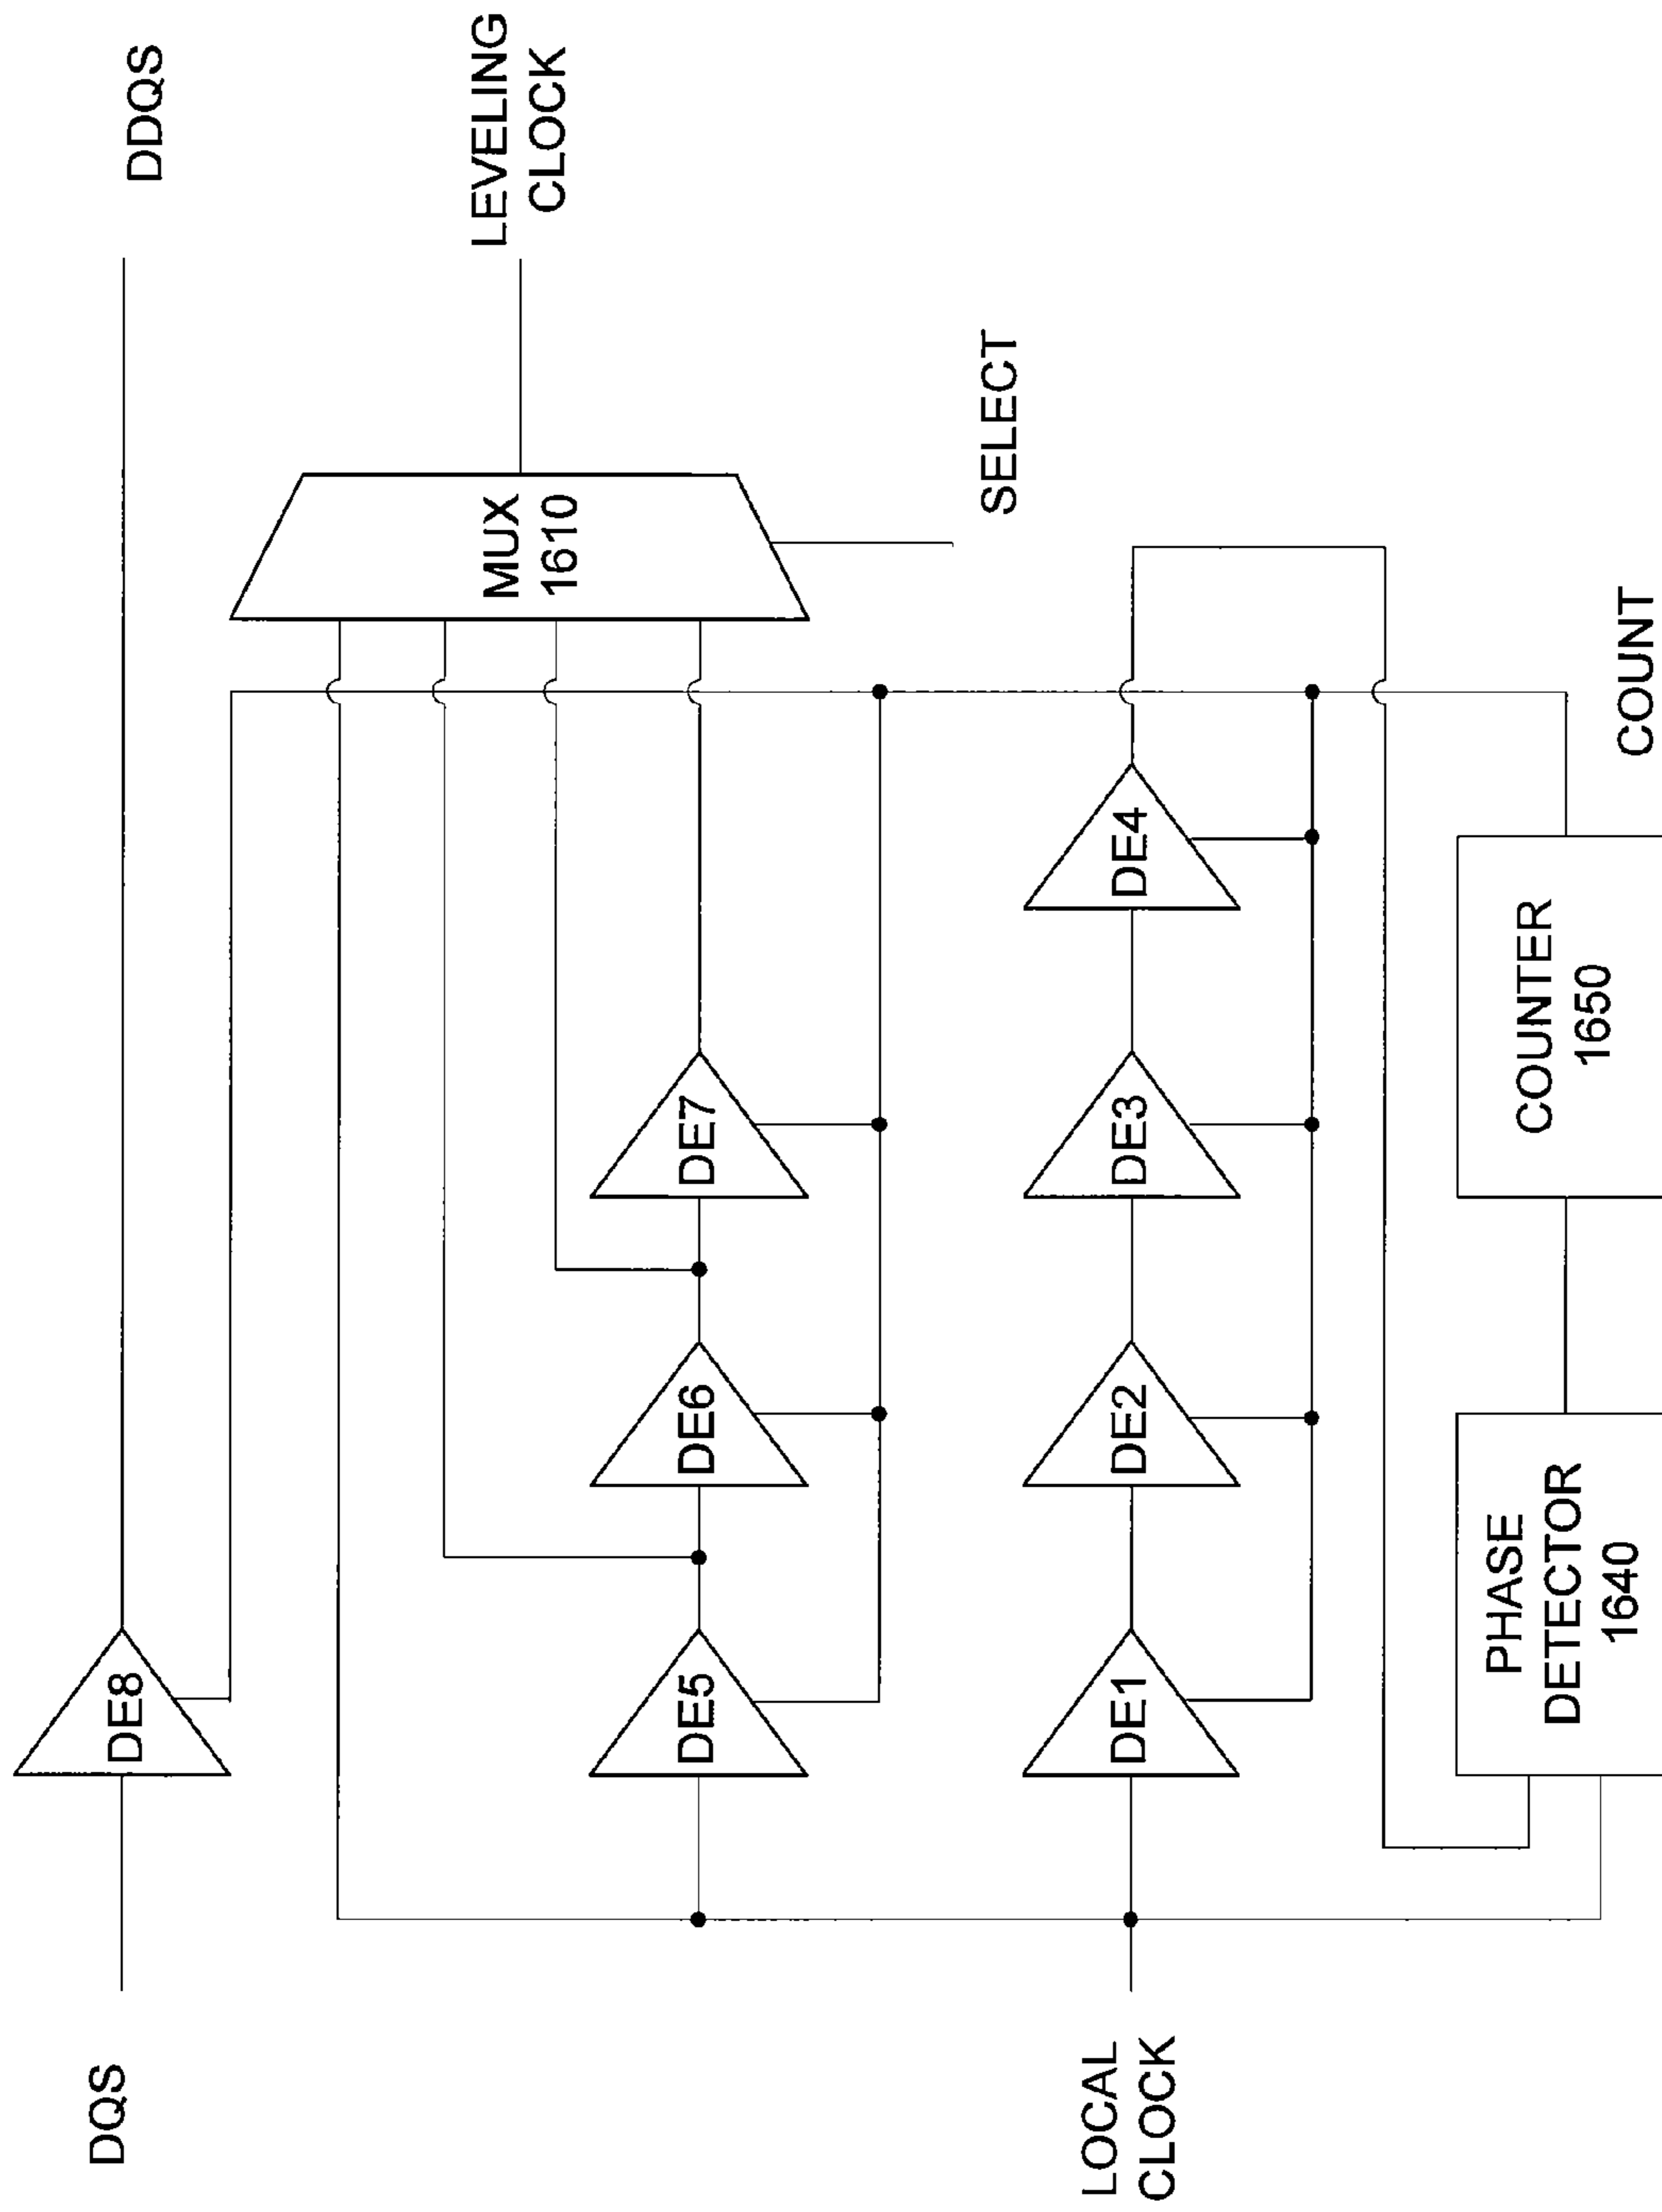 DQS
DE8
DDQS
MUX
1610
LEVELING
CLOCK
DE5
DE6
DE7
SELECT
LOCAL
CLOCK
DE1
DE2
DE3
DE4
PHASE
DETECTOR
1640
COUNTER
1650
COUNT